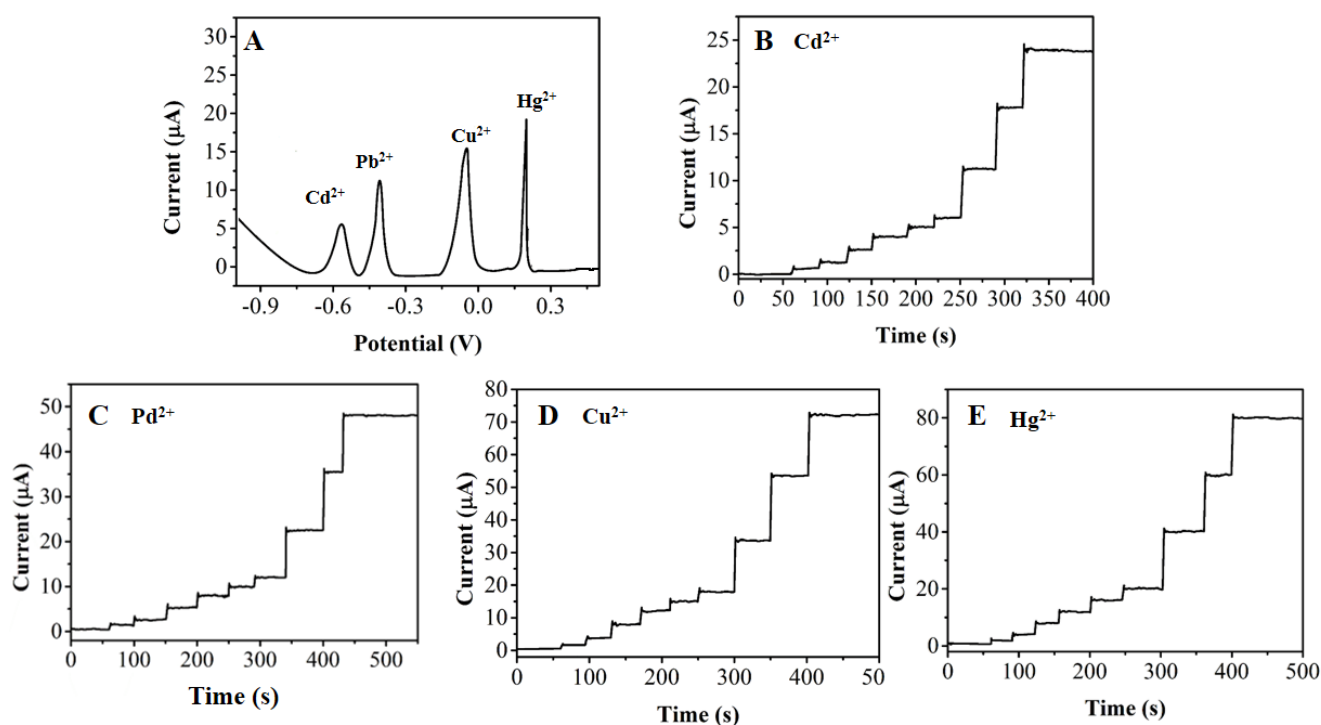 A
Current (μA)
30
25
20
15
10
5
0
Cd²⁺
Pb²⁺
Cu²⁺
Hg²⁺
-0.9 -0.6 -0.3 0.0 0.3
Potential (V)
B Cd²⁺
Current (μA)
25
20
15
10
5
0
0 50 100 150 200 250 300 350 400
Time (s)
C Pd²⁺
Current (μA)
50
40
30
20
10
0
0 100 200 300 400 500
Time (s)
D Cu²⁺
Current (μA)
80
70
60
50
40
30
20
10
0
0 100 200 300 400 50
Time (s)
E Hg²⁺
Current (μA)
80
60
40
20
0
0 100 200 300 400 500
Time (s)